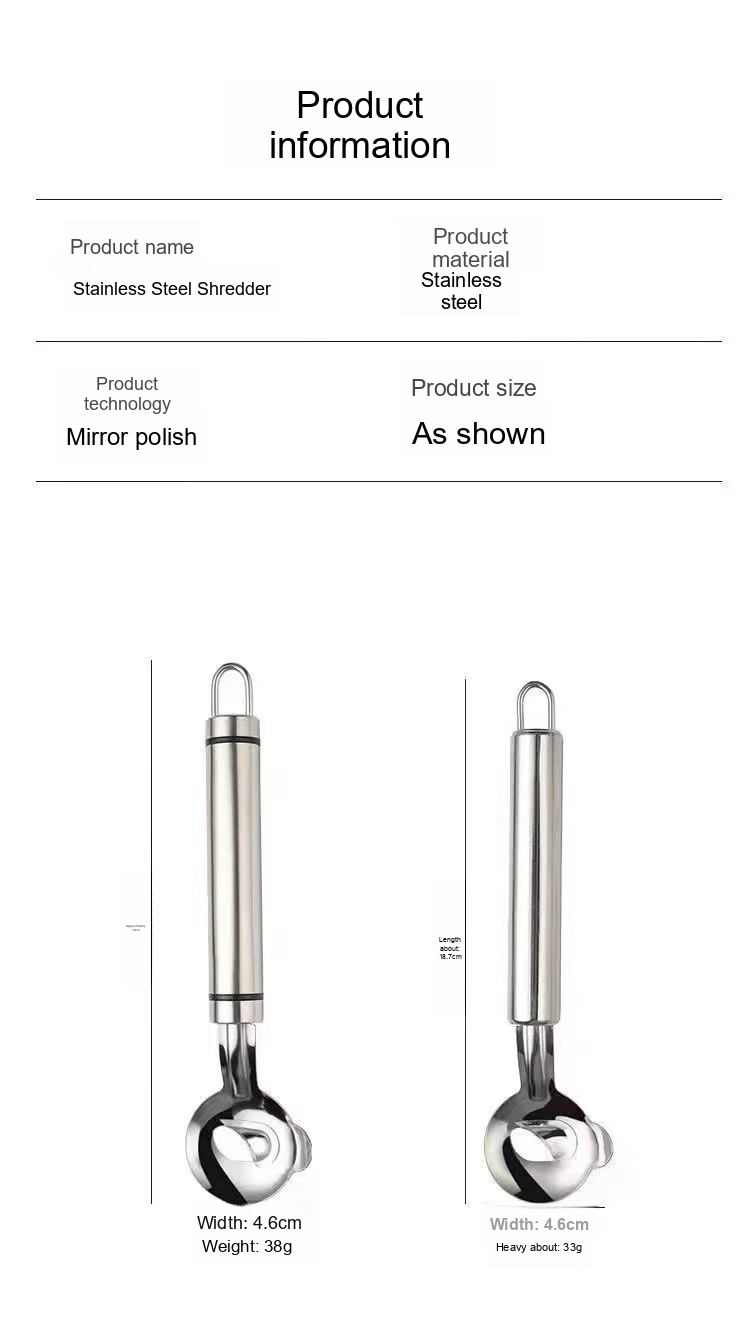 Product
information
Product name
Product
material
Stainless Steel Shredder
Stainless
steel
Product
technology
Product size
Mirror polish
As shown
Length
about:
18.7cm
Width: 4.6cm
Weight: 38g
Width: 4.6cm
Heavy about: 33g